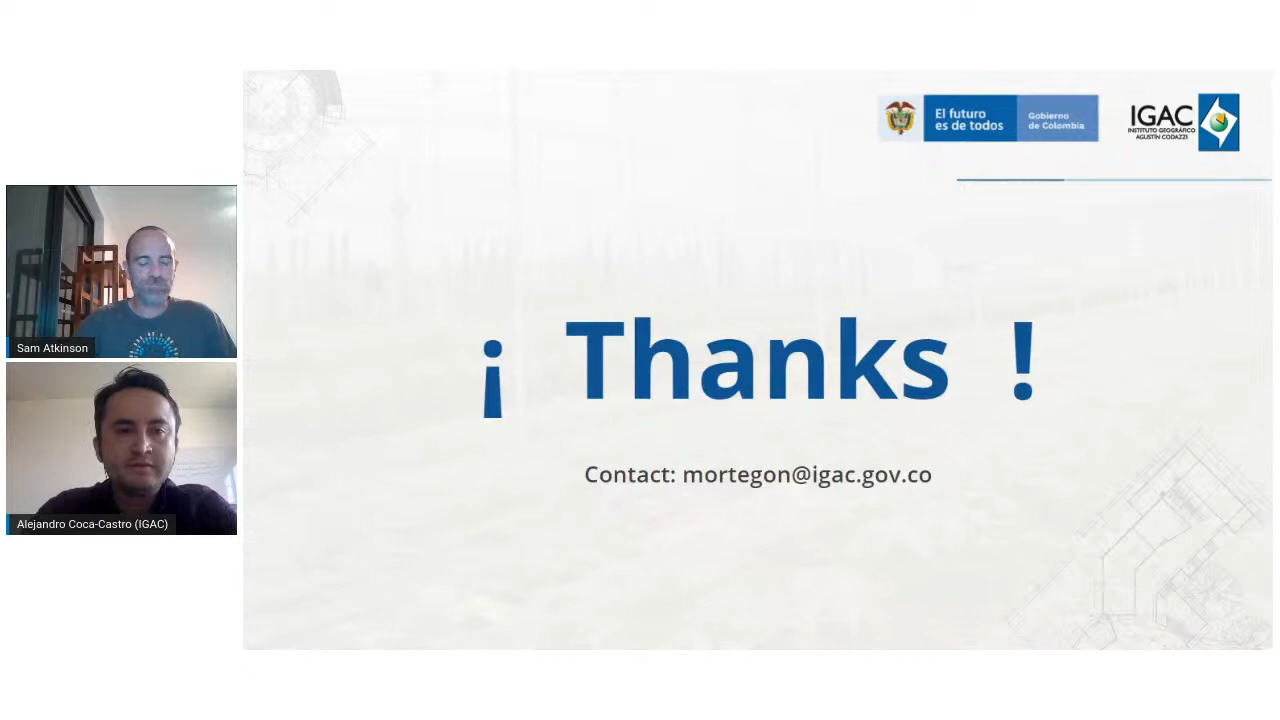 El futuro
es de todos
Gobierno
de Colombia
IGAC
INSTITUTO GEOGRÁFICO
AGUSTÍN CODAZZI
Sam Atkinson
Alejandro Coca-Castro (IGAC)
¡ Thanks !
Contact: mortegon@igac.gov.co